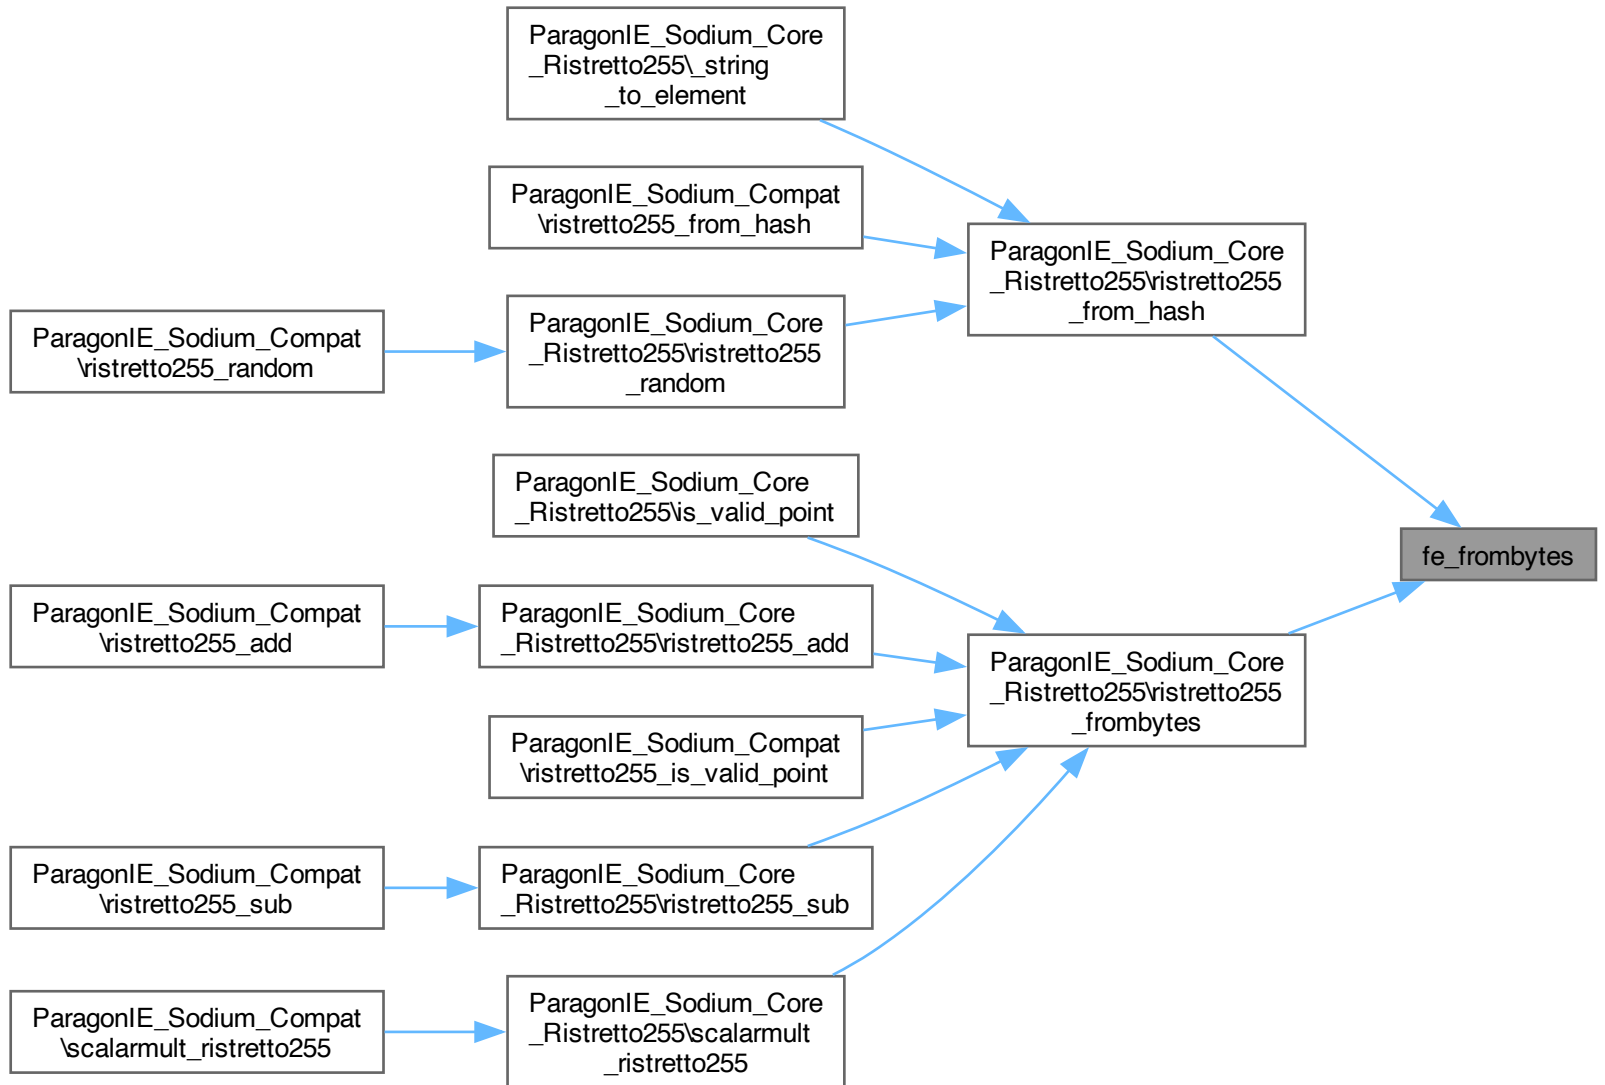 ParagonIE_Sodium_Core
_Ristretto255\_string
_to_element
ParagonIE_Sodium_Compat
\ristretto255_from_hash
ParagonIE_Sodium_Core
_Ristretto255\ristretto255
_from_hash
ParagonIE_Sodium_Compat
\ristretto255_random
ParagonIE_Sodium_Core
_Ristretto255\ristretto255
_random
ParagonIE_Sodium_Core
_Ristretto255\is_valid_point
fe_frombytes
ParagonIE_Sodium_Compat
\ristretto255_add
ParagonIE_Sodium_Core
_Ristretto255\ristretto255_add
ParagonIE_Sodium_Core
_Ristretto255\ristretto255
_frombytes
ParagonIE_Sodium_Compat
\ristretto255_is_valid_point
ParagonIE_Sodium_Compat
\ristretto255_sub
ParagonIE_Sodium_Core
_Ristretto255\ristretto255_sub
ParagonIE_Sodium_Compat
\scalarmult_ristretto255
ParagonIE_Sodium_Core
_Ristretto255\scalarmult
_ristretto255